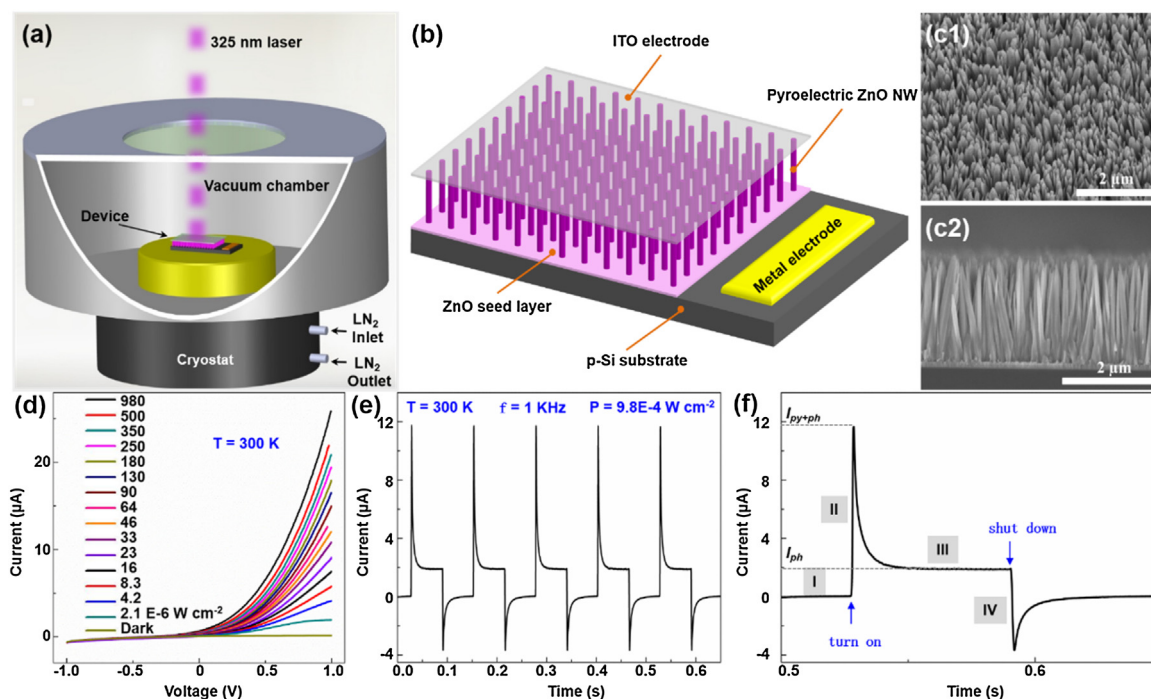 (a)
325 nm laser
Vacuum chamber
Device
Cryostat
LN2
Inlet
LN2
Outlet
(b)
ITO electrode
Pyroelectric ZnO NW
Metal electrode
ZnO seed layer
p-Si substrate
(c1)
2 μm
(c2)
2 μm
(d)
980
500
350
250
180
130
90
64
46
33
23
16
8.3
4.2
2.1 E-6 W cm-2
Dark
T = 300 K
Current (μA)
20
10
0
-1.0 -0.5 0 0.5 1.0
Voltage (V)
(e)
T = 300 K f = 1 KHz P = 9.8E-4 W cm-2
Current (μA)
12
8
4
0
-4
0.0 0.1 0.2 0.3 0.4 0.5 0.6
Time (s)
(f)
Ipy+ph
Iph
I
II
III
IV
turn on
shut down
Current (μA)
12
8
4
0
-4
0.5 0.6
Time (s)